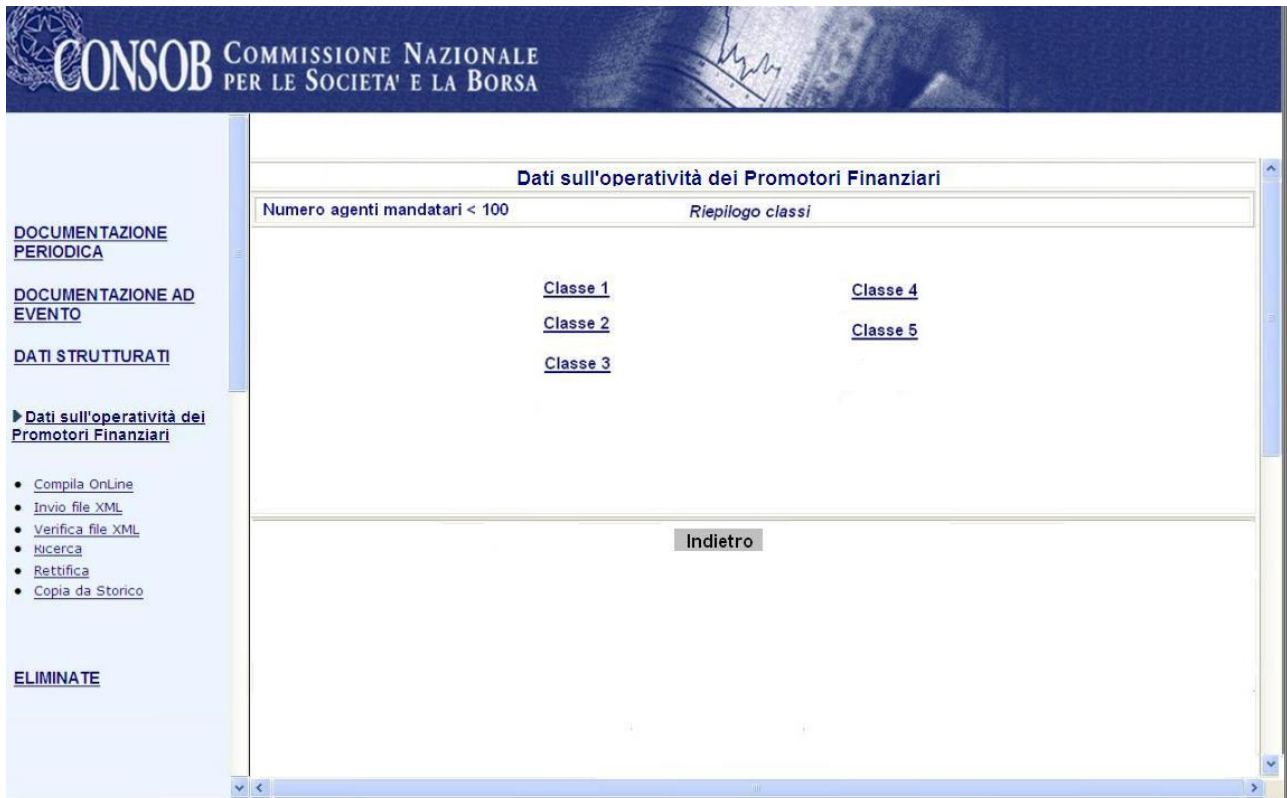 CONSOB COMMISSIONE NAZIONALE
PER LE SOCIETA' E LA BORSA
DOCUMENTAZIONE
PERIODICA
DOCUMENTAZIONE AD
EVENTO
DATI STRUTTURATI
Dati sull'operatività dei
Promotori Finanziari
Compila OnLine
Invio file XML
Verifica file XML
Ricerca
Rettifica
Copia da Storico
ELIMINATE
Dati sull'operatività dei Promotori Finanziari
Numero agenti mandatari < 100 Riepilogo classi
Classe 1
Classe 2
Classe 3
Classe 4
Classe 5
Indietro